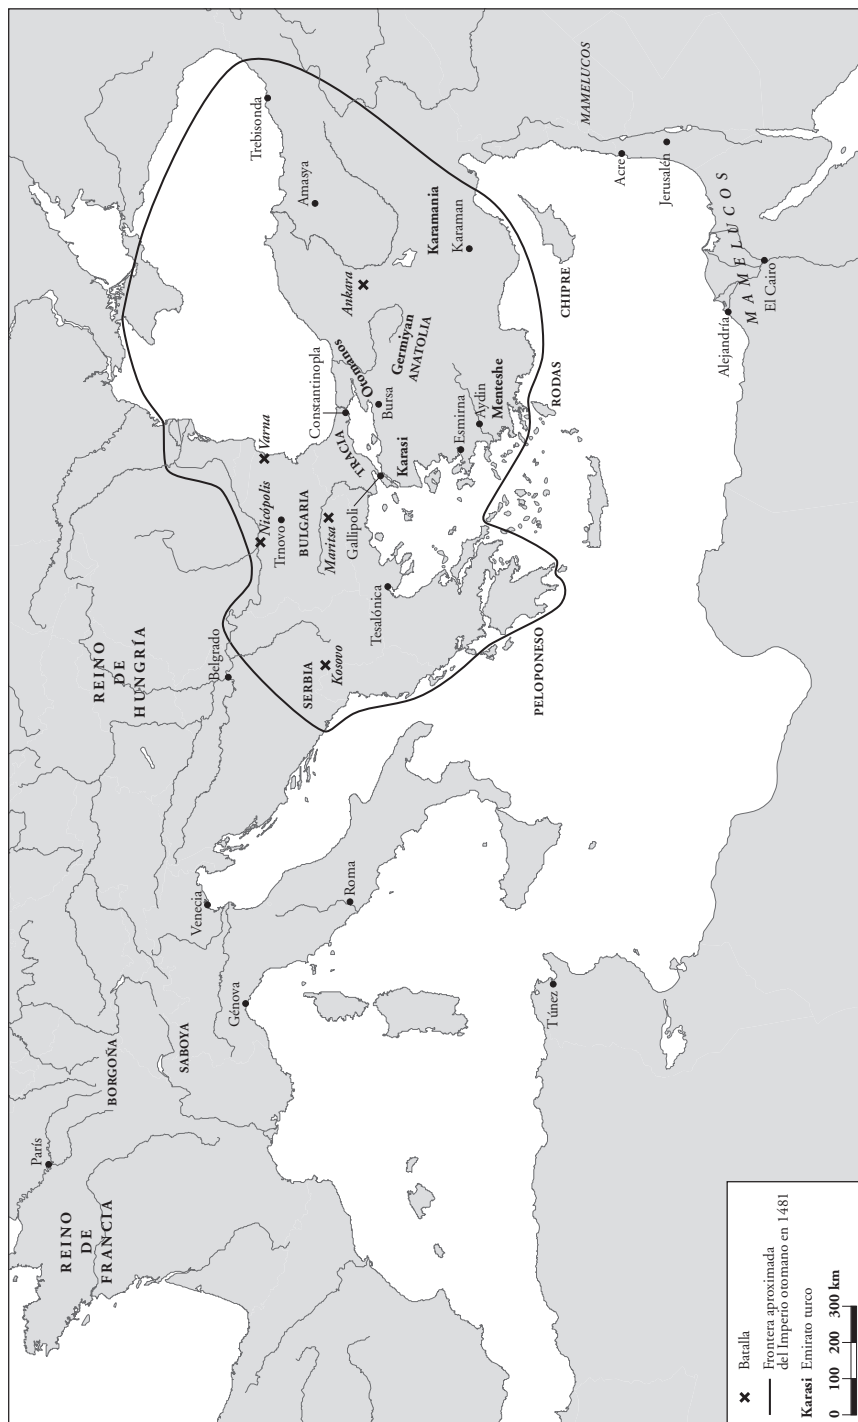 REINO
DE
FRANCIA
París
BORGOÑA
SABOYA
Génova
Venecia
Roma
Túnez
REINO
DE
HUNGRÍA
Belgrado
SERBIA
Kosovo
PELOPONESO
Tesalónica
Nicópolis
Trnovo
BULGARIA
Maritsa
Gallipoli
Varna
TRACIA
Constantinopla
Karasi
Otomanos
Bursa
Esmirna
Aydin
Menteshe
RODAS
Germiyan
ANATOLIA
Ankara
CHIPRE
Karamania
Karaman
Amasya
Trebisonda
MAMELUCOS
Acre
Jerusalén
MAMELUCOS
El Cairo
Alejandría
Batalla
Frontera aproximada
del Imperio otomano en 1481
Karasi Emirato turco
0 100 200 300 km